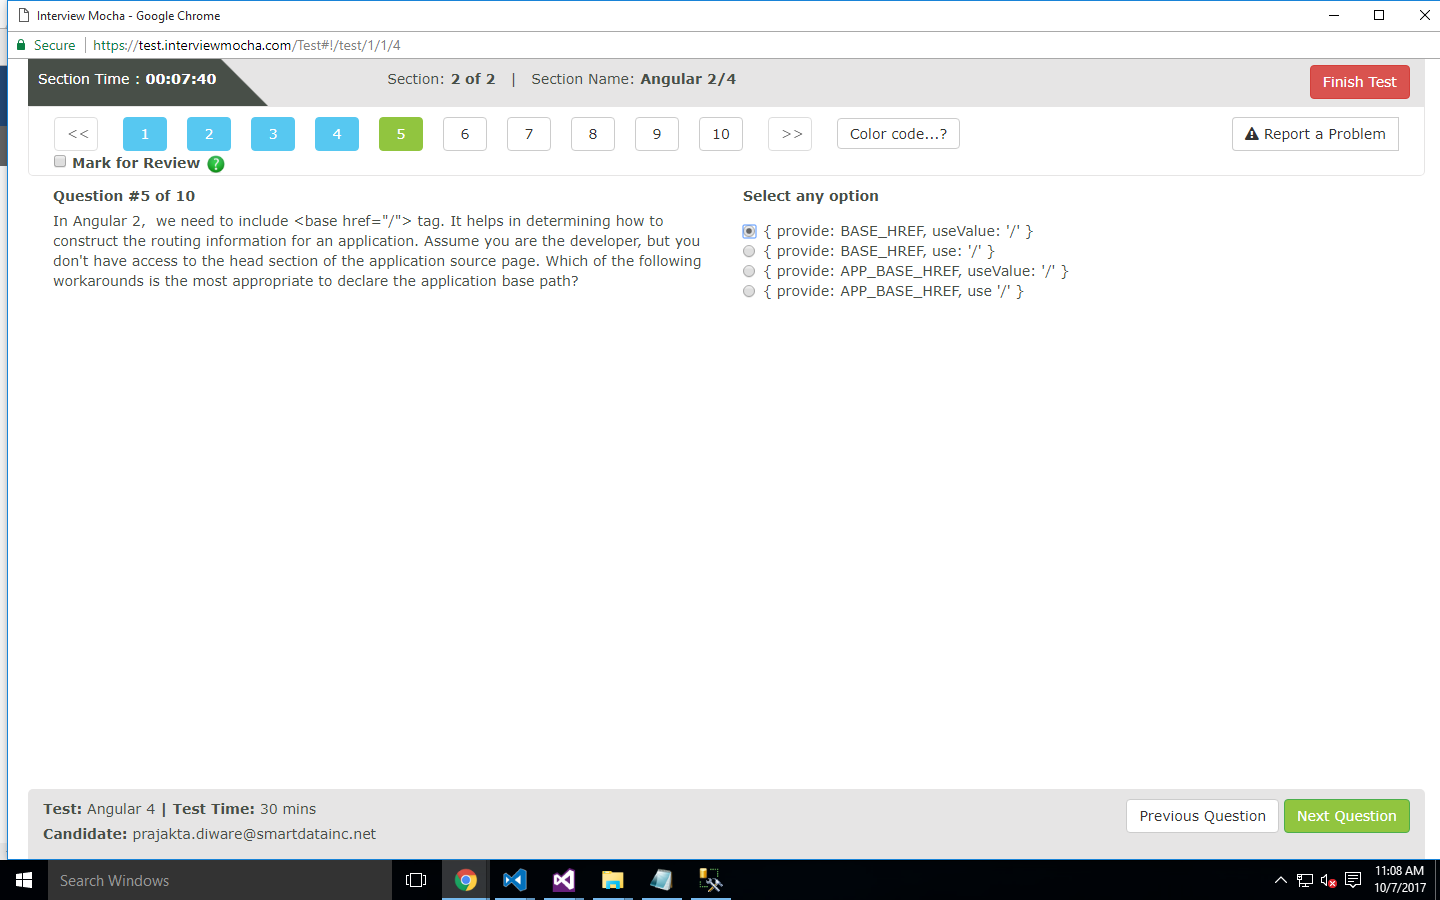 Interview Mocha - Google Chrome
Secure | https://test.interviewmocha.com/Test#!/test/1/1/4
Section Time : 00:07:40
Section: 2 of 2 | Section Name: Angular 2/4
Finish Test
<< 1 2 3 4 5 6 7 8 9 10 >> Color code...? Report a Problem
Mark for Review ?
Question #5 of 10
In Angular 2,  we need to include <base href="/"> tag. It helps in determining how to
construct the routing information for an application. Assume you are the developer, but you
don't have access to the head section of the application source page. Which of the following
workarounds is the most appropriate to declare the application base path?
Select any option
{ provide: BASE_HREF, useValue: '/' }
{ provide: BASE_HREF, use: '/' }
{ provide: APP_BASE_HREF, useValue: '/' }
{ provide: APP_BASE_HREF, use '/' }
Test: Angular 4 | Test Time: 30 mins
Candidate: prajakta.diware@smartdatainc.net
Previous Question
Next Question
Search Windows
11:08 AM
10/7/2017